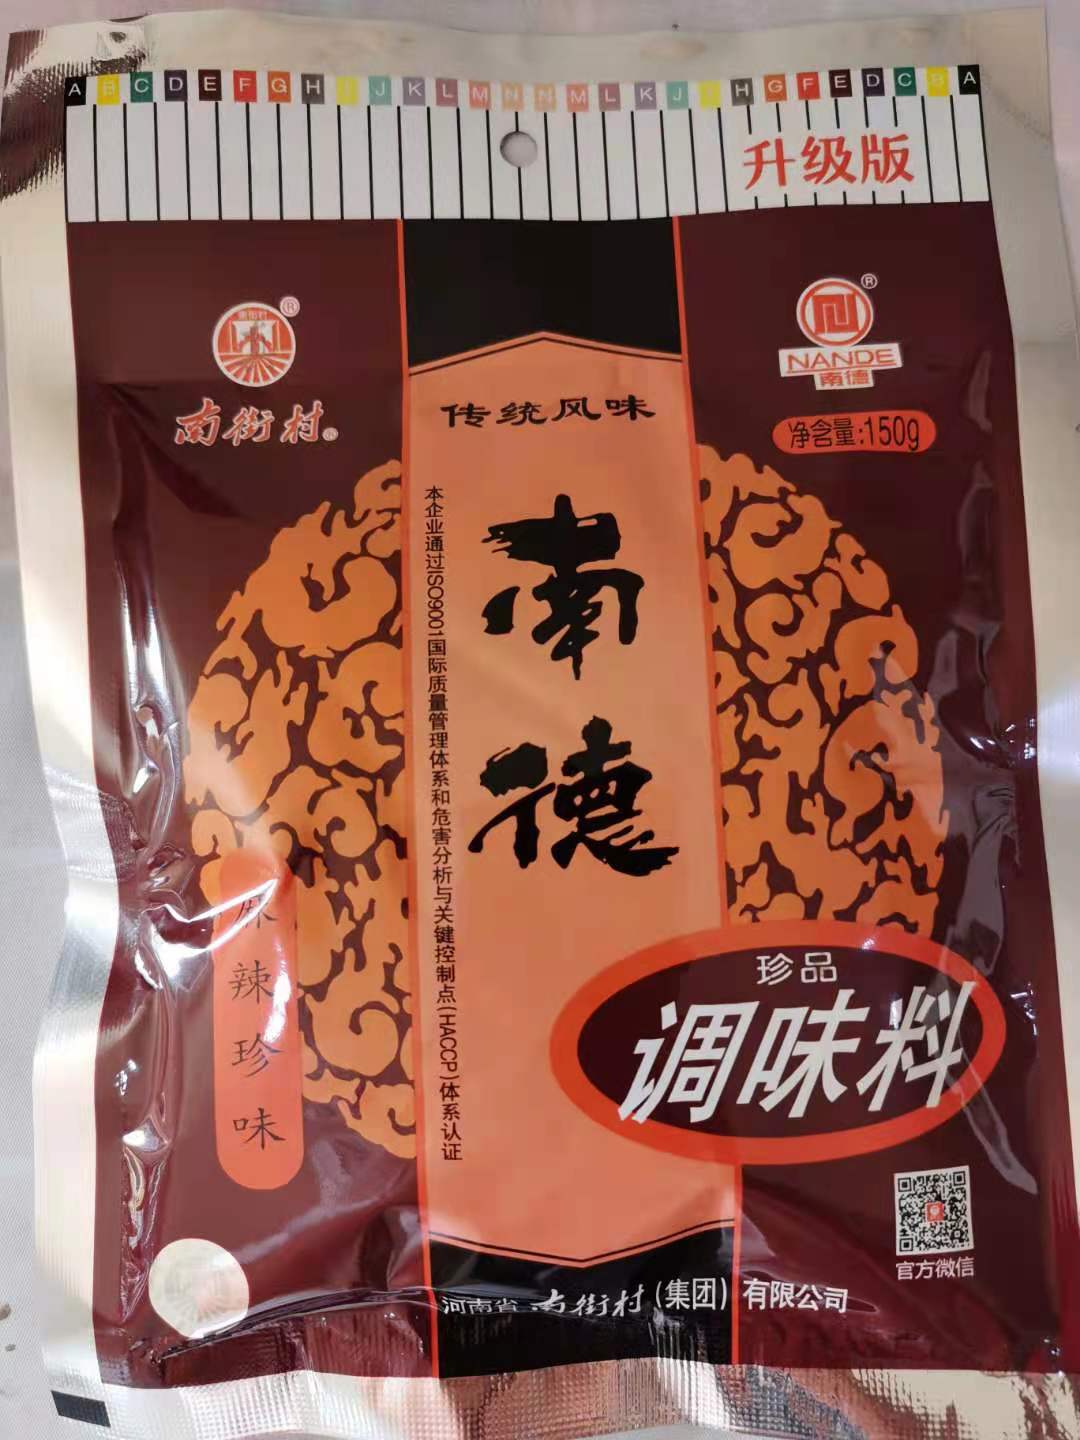 A B C D E F G H I J K L M N N M L K J I H G F E D C B A
升级版
南街村
®
南街村®
®
NANDE
南德
净含量:150g
传统风味
南德
本企业通过ISO9001国际质量管理体系和危害分析与关键控制点(HACCP)体系认证
麻辣珍味
珍品
调味料
官方微信
河南省南街村(集团)有限公司